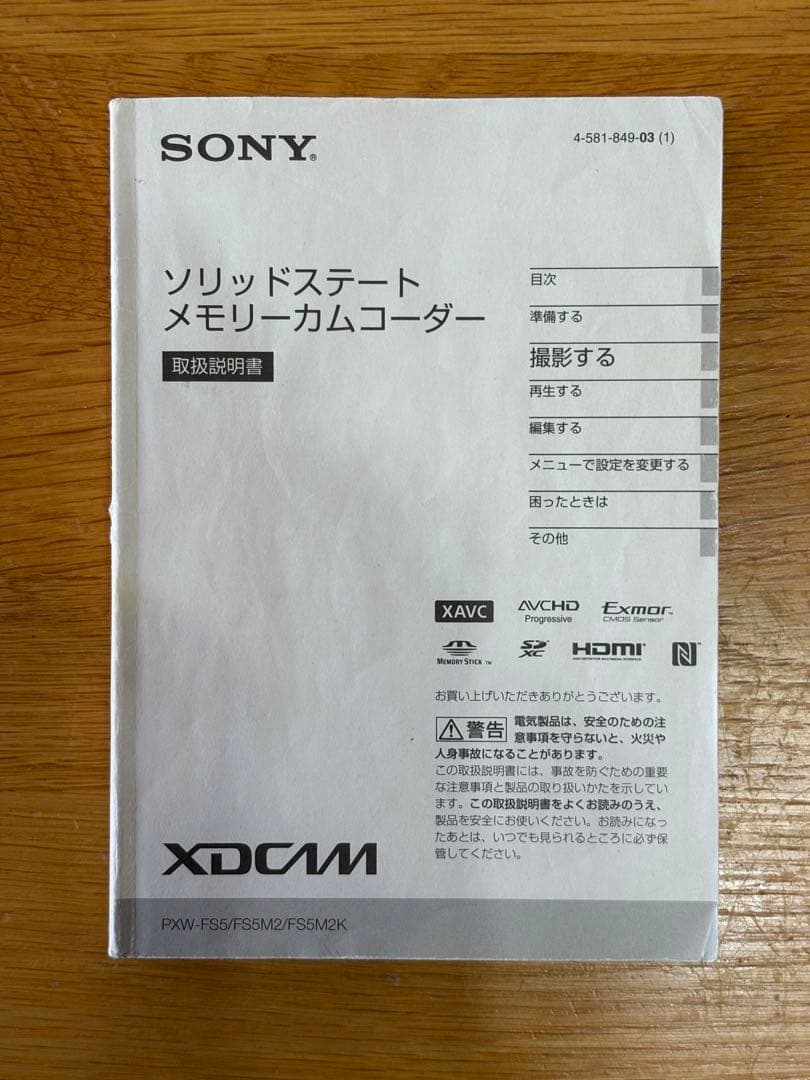 SONY®
4-581-849-03 (1)
ソリッドステート
メモリーカムコーダー
取扱説明書
目次
準備する
撮影する
再生する
編集する
メニューで設定を変更する
困ったときは
その他
XAVC
AVCHD
Progressive
Exmor™
CMOS Sensor
MEMORY STICK ™
SD
XC
HDMI®
HIGH-DEFINITION MULTIMEDIA INTERFACE
N™
お買い上げいただきありがとうございます。
警告
電気製品は、安全のための注
意事項を守らないと、火災や
人身事故になることがあります。
この取扱説明書には、事故を防ぐための重要
な注意事項と製品の取り扱いかたを示してい
ます。この取扱説明書をよくお読みのうえ、
製品を安全にお使いください。お読みになっ
たあとは、いつでも見られるところに必ず保
管してください。
XDCAM
PXW-FS5/FS5M2/FS5M2K